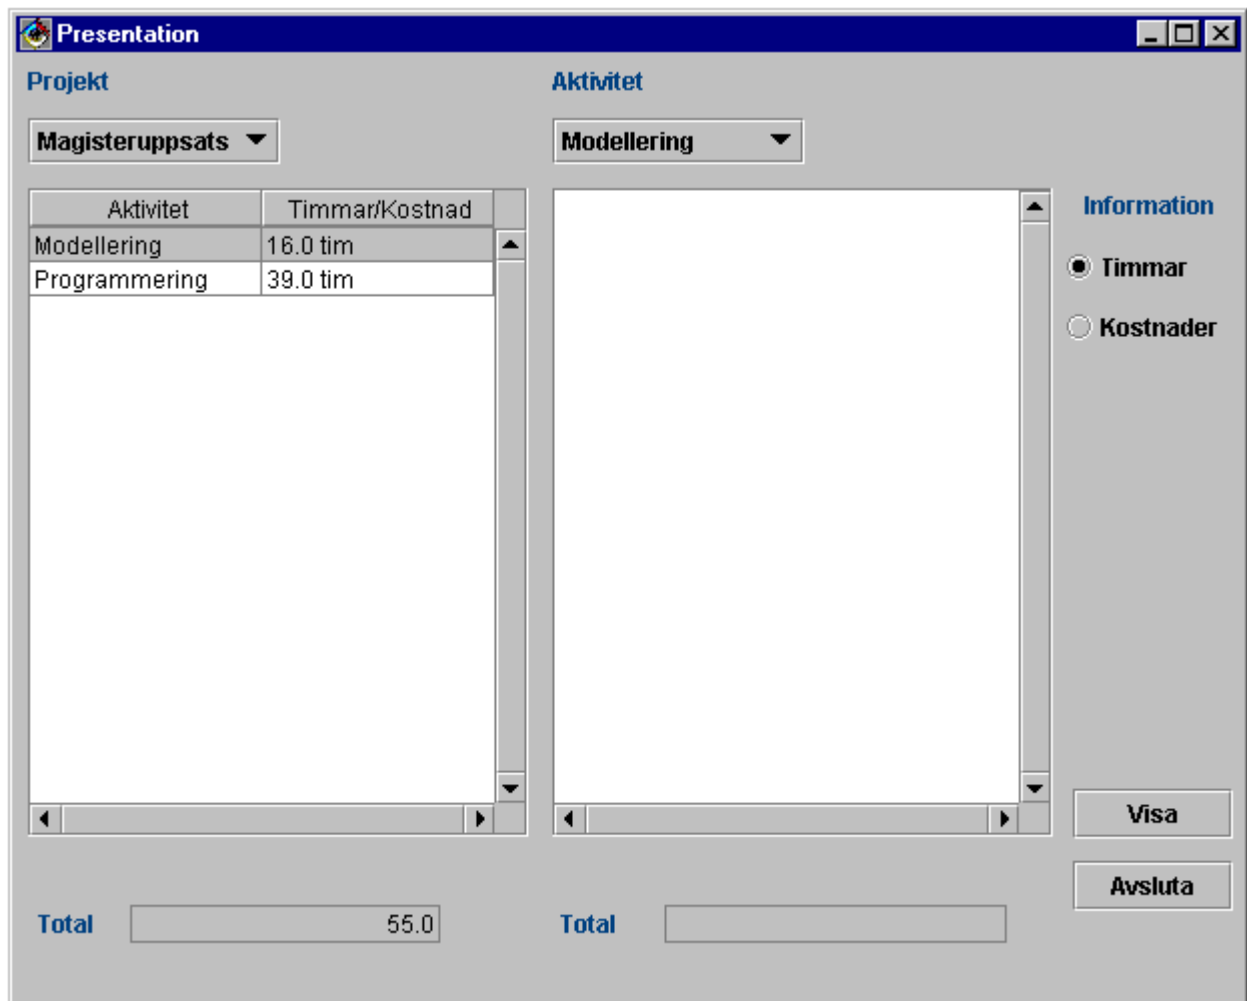 Presentation
Projekt
Aktivitet
Magisteruppsats
Modellering
Aktivitet Timmar/Kostnad
Modellering 16.0 tim
Programmering 39.0 tim
Information
Timmar
Kostnader
Visa
Avsluta
Total 55.0
Total